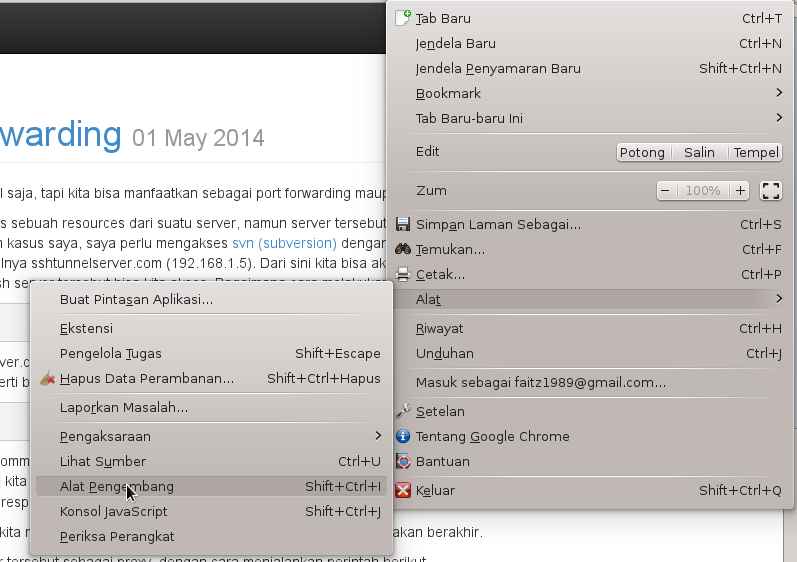 warding 01 May 2014
l saja, tapi kita bisa manfaatkan sebagai port forwarding maup
s sebuah resources dari suatu server, namun server tersebut
n kasus saya, saya perlu mengakses svn (subversion) dengan
lnya sshtunnelserver.com (192.168.1.5). Dari sini kita bisa ak
Tab Baru Ctrl+T
Jendela Baru Ctrl+N
Jendela Penyamaran Baru Shift+Ctrl+N
Bookmark
Tab Baru-baru Ini
Edit Potong Salin Tempel
Zum − 100% +
Simpan Laman Sebagai... Ctrl+S
Temukan... Ctrl+F
Cetak... Ctrl+P
Alat
Riwayat Ctrl+H
Unduhan Ctrl+J
Masuk sebagai faitz1989@gmail.com...
Setelan
Tentang Google Chrome
Bantuan
Keluar Shift+Ctrl+Q
Buat Pintasan Aplikasi...
Ekstensi
Pengelola Tugas Shift+Escape
Hapus Data Perambanan... Shift+Ctrl+Hapus
Laporkan Masalah...
Pengaksaraan
Lihat Sumber Ctrl+U
Alat Pengembang Shift+Ctrl+I
Konsol JavaScript Shift+Ctrl+J
Periksa Perangkat
ver.c
erti b
omm
kita
resp
kita akan berakhir.